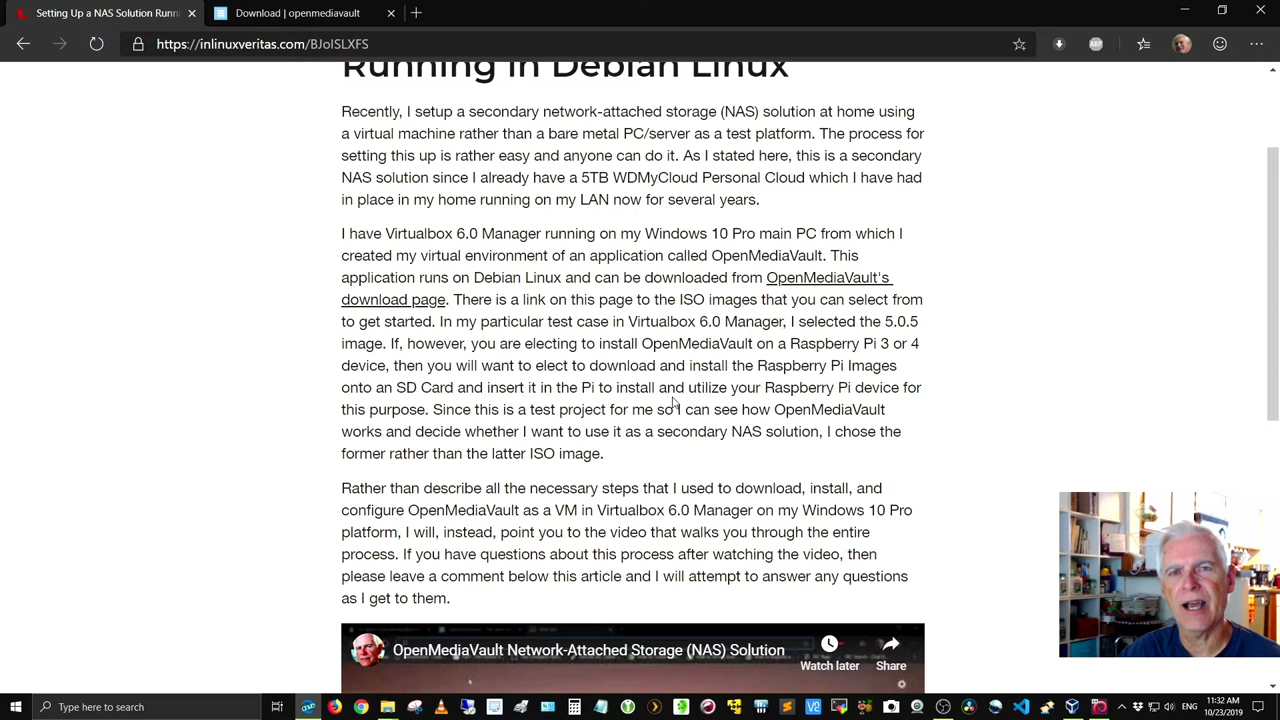 Setting Up a NAS Solution Runn
Download | openmediavault
https://inlinuxveritas.com/BJoISLXFS
ABP
Running in Debian Linux
Recently, I setup a secondary network-attached storage (NAS) solution at home using
a virtual machine rather than a bare metal PC/server as a test platform. The process for
setting this up is rather easy and anyone can do it. As I stated here, this is a secondary
NAS solution since I already have a 5TB WDMyCloud Personal Cloud which I have had
in place in my home running on my LAN now for several years.
I have Virtualbox 6.0 Manager running on my Windows 10 Pro main PC from which I
created my virtual environment of an application called OpenMediaVault. This
application runs on Debian Linux and can be downloaded from OpenMediaVault's
download page. There is a link on this page to the ISO images that you can select from
to get started. In my particular test case in Virtualbox 6.0 Manager, I selected the 5.0.5
image. If, however, you are electing to install OpenMediaVault on a Raspberry Pi 3 or 4
device, then you will want to elect to download and install the Raspberry Pi Images
onto an SD Card and insert it in the Pi to install and utilize your Raspberry Pi device for
this purpose. Since this is a test project for me so I can see how OpenMediaVault
works and decide whether I want to use it as a secondary NAS solution, I chose the
former rather than the latter ISO image.
Rather than describe all the necessary steps that I used to download, install, and
configure OpenMediaVault as a VM in Virtualbox 6.0 Manager on my Windows 10 Pro
platform, I will, instead, point you to the video that walks you through the entire
process. If you have questions about this process after watching the video, then
please leave a comment below this article and I will attempt to answer any questions
as I get to them.
OpenMediaVault Network-Attached Storage (NAS) Solution
Watch later
Share
Type here to search
ENG
11:32 AM
10/23/2019